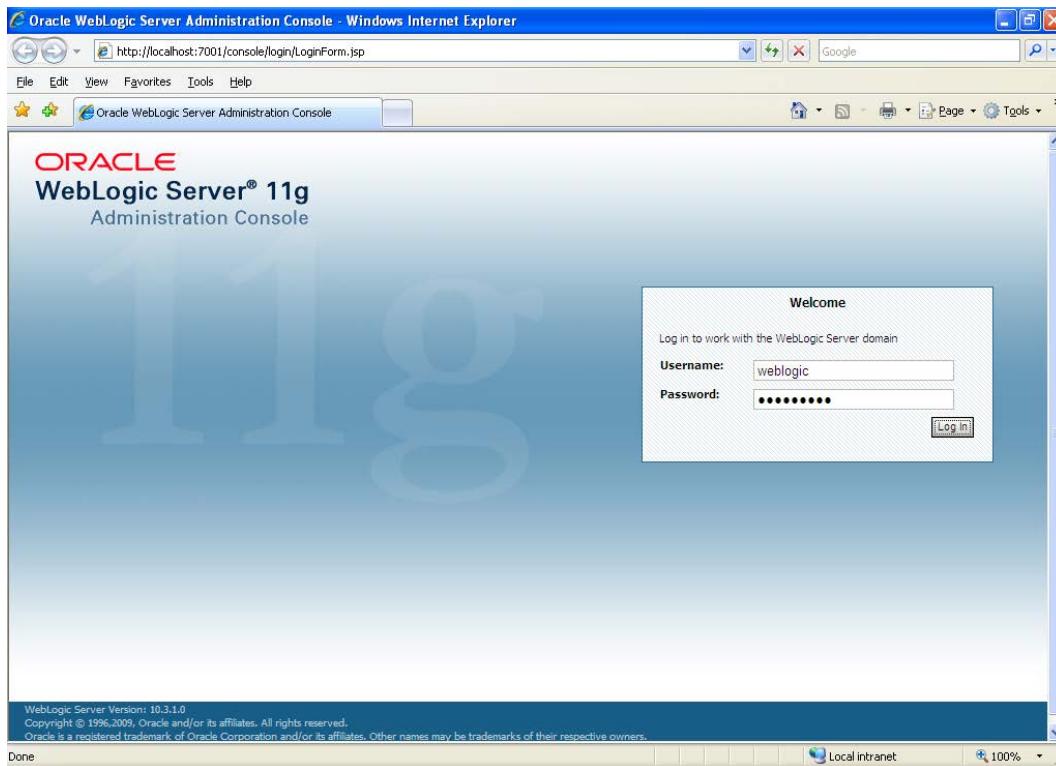 Oracle WebLogic Server Administration Console - Windows Internet Explorer
http://localhost:7001/console/login/LoginForm.jsp
Google
File Edit View Favorites Tools Help
Oracle WebLogic Server Administration Console
Page Tools
ORACLE
WebLogic Server® 11g
Administration Console
11g
Welcome
Log in to work with the WebLogic Server domain
Username: weblogic
Password: •••••••••
Log In
WebLogic Server Version: 10.3.1.0
Copyright © 1996,2009, Oracle and/or its affiliates. All rights reserved.
Oracle is a registered trademark of Oracle Corporation and/or its affiliates. Other names may be trademarks of their respective owners.
Done Local intranet 100%